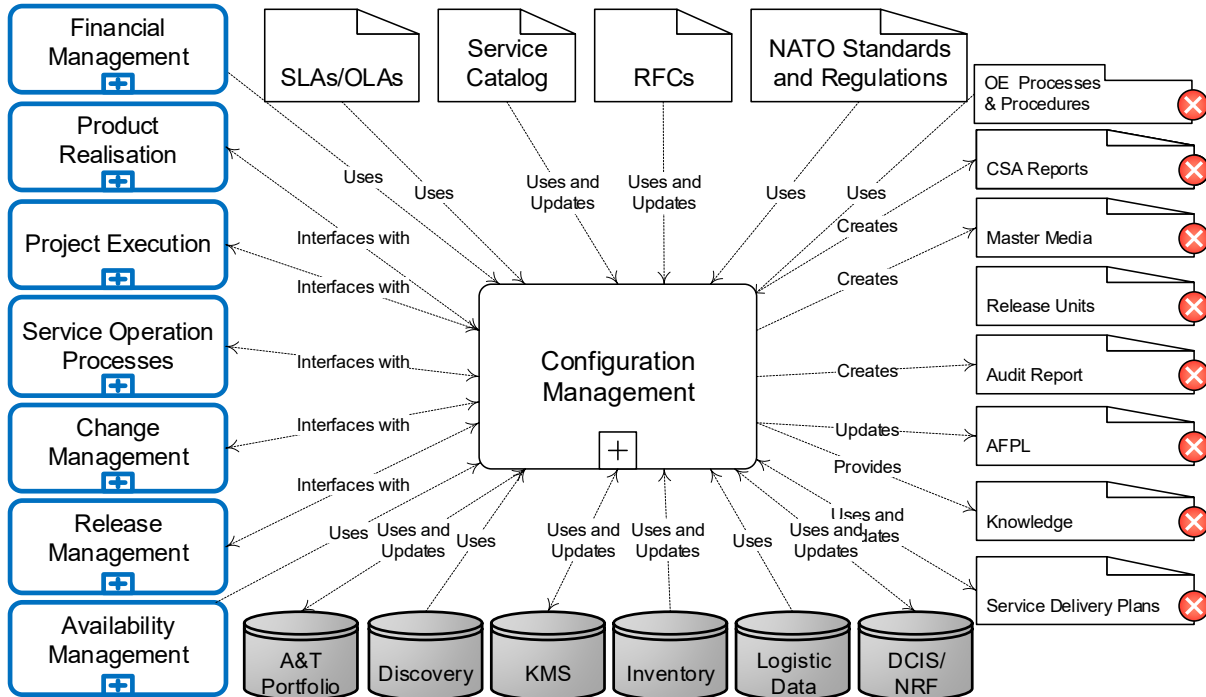 Financial
Management
Product
Realisation
Project Execution
Service Operation
Processes
Change
Management
Release
Management
Availability
Management
SLAs/OLAs
Service
Catalog
RFCs
NATO Standards
and Regulations
OE Processes
& Procedures
CSA Reports
Master Media
Release Units
Audit Report
AFPL
Knowledge
Service Delivery Plans
Uses
Uses
Uses and
Updates
Uses and
Updates
Uses
Uses
Creates
Creates
Creates
Updates
Provides
Interfaces with
Interfaces with
Interfaces with
Interfaces with
Interfaces with
Configuration
Management
Uses
Uses and
Updates
Uses
Uses and
Updates
Uses and
Updates
Uses
Uses and
Updates
Uses and
A&T
Portfolio
Discovery
KMS
Inventory
Logistic
Data
DCIS/
NRF